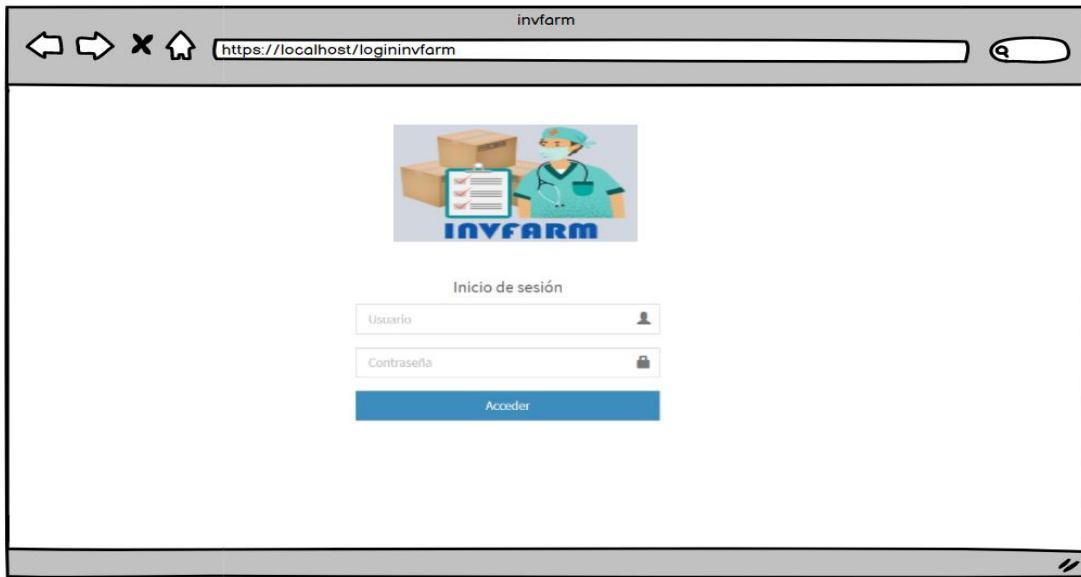 invfarm
https://localhost/logininvfarm
INVFARM
Inicio de sesión
Usuario
Contraseña
Acceder